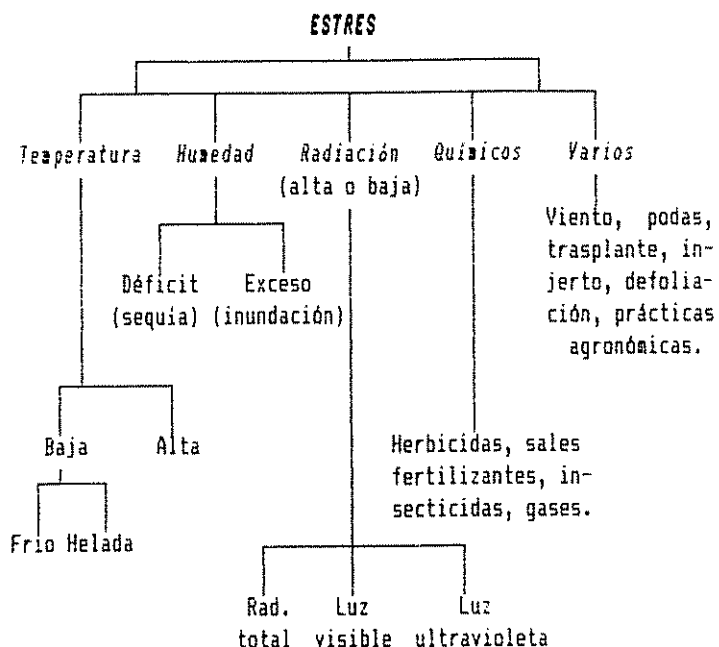 ESTRES
Temperatura Humedad Radiación Químicos Varios
(alta o baja)
Viento, podas,
trasplante, in-
jerto, defolia-
ción, prácticas
agronómicas.
Déficit Exceso
(sequía) (inundación)
Baja Alta
Herbicidas, sales
fertilizantes, in-
secticidas, gases.
Frio Helada
Rad. Luz Luz
total visible ultravioleta